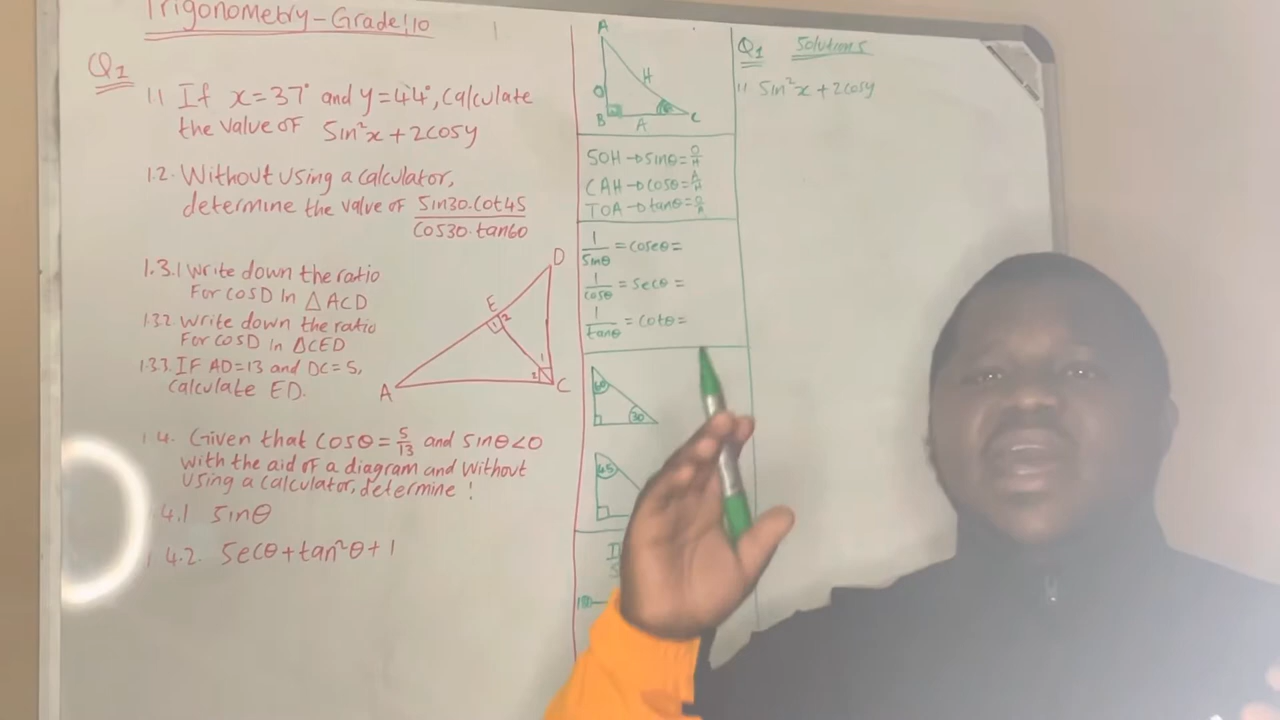 Trigonometry-Grade:10
Q1
1.1 If x=37° and y=44°, Calculate
the value of Sin²x+2cosy
1.2. Without using a calculator,
determine the value of Sin30.Cot45
Cos30.tan60
1.3.1 Write down the ratio
For cosD in △ACD
1.3.2. Write down the ratio
For cosD in △CED
1.3.3. IF AD=13 and DC=5,
calculate ED.
D
E
1 2
1
2
A
C
1.4. Given that cosθ=5/13 and sinθ<0
with the aid of a diagram and without
using a calculator, determine!
1.4.1 sinθ
1.4.2. Secθ+tan²θ+1
A
H
O
B
A
C
SOH→sinθ=O/H
CAH→cosθ=A/H
TOA→tanθ=O/A
1/sinθ=cosecθ=
1/cosθ=secθ=
1/tanθ=cotθ=
60
30
45
Q1 Solutions
1.1 Sin²x+2cosy